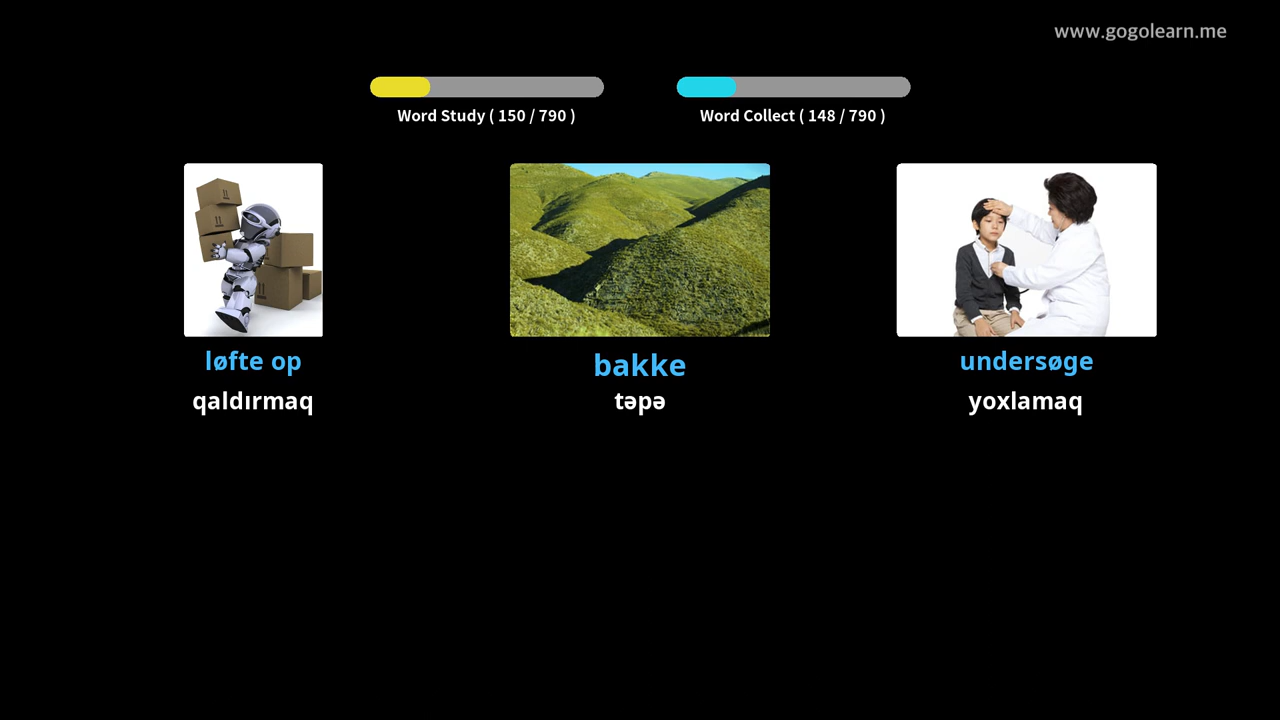 www.gogolearn.me
Word Study ( 150 / 790 )
Word Collect ( 148 / 790 )
løfte op
bakke
undersøge
qaldırmaq
təpə
yoxlamaq